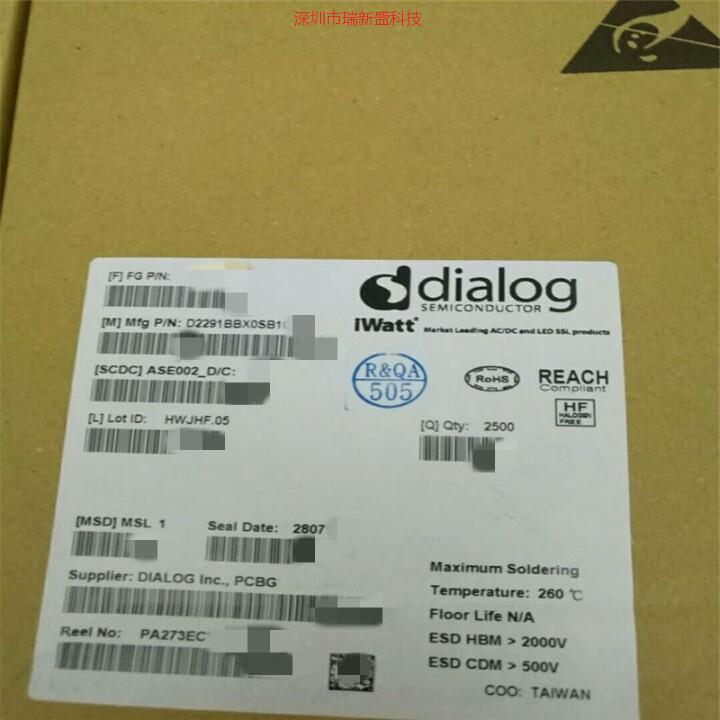 深圳市瑞新盛科技
[F] FG P/N:
dialog
SEMICONDUCTOR
[M] Mfg P/N: D2291BBX0SB10
iWatt Market Leading AC/DC and LED SSL products
[SCDC] ASE002_D/C:
R&QA
505
RoHS
REACH
Compliant
HF
HALOGEN
FREE
[L] Lot ID: HWJHF.05
[Q] Qty: 2500
[MSD] MSL 1 Seal Date: 2807
Supplier: DIALOG Inc., PCBG
Reel No: PA273EC
Maximum Soldering
Temperature: 260 ℃
Floor Life N/A
ESD HBM > 2000V
ESD CDM > 500V
COO: TAIWAN